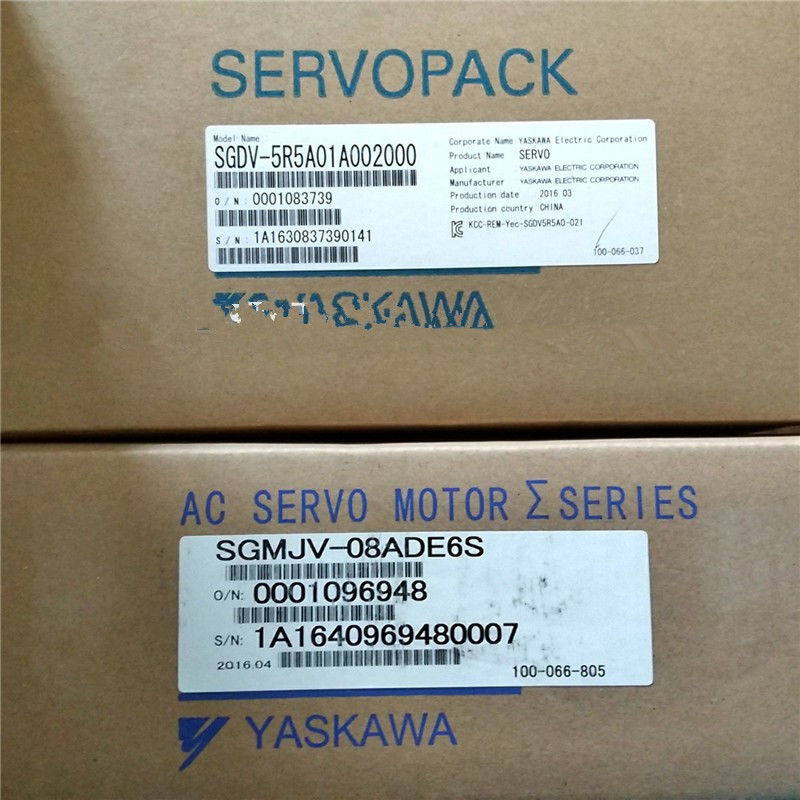 SERVOPACK
Model Name
SGDV-5R5A01A002000
O/N: 0001083739
S/N: 1A1630837390141
Corporate Name YASKAWA Electric Corporation
Product Name SERVO
Applicant YASKAWA ELECTRIC CORPORATION
Manufacturer YASKAWA ELECTRIC CORPORATION
Production date 2016 03
Production country CHINA
KCC-REM-Yec-SGDV5R5A0-021
100-066-037
YASKAWA
AC SERVO MOTOR Σ SERIES
SGMJV-08ADE6S
O/N: 0001096948
S/N: 1A1640969480007
2016.04
100-066-805
YASKAWA